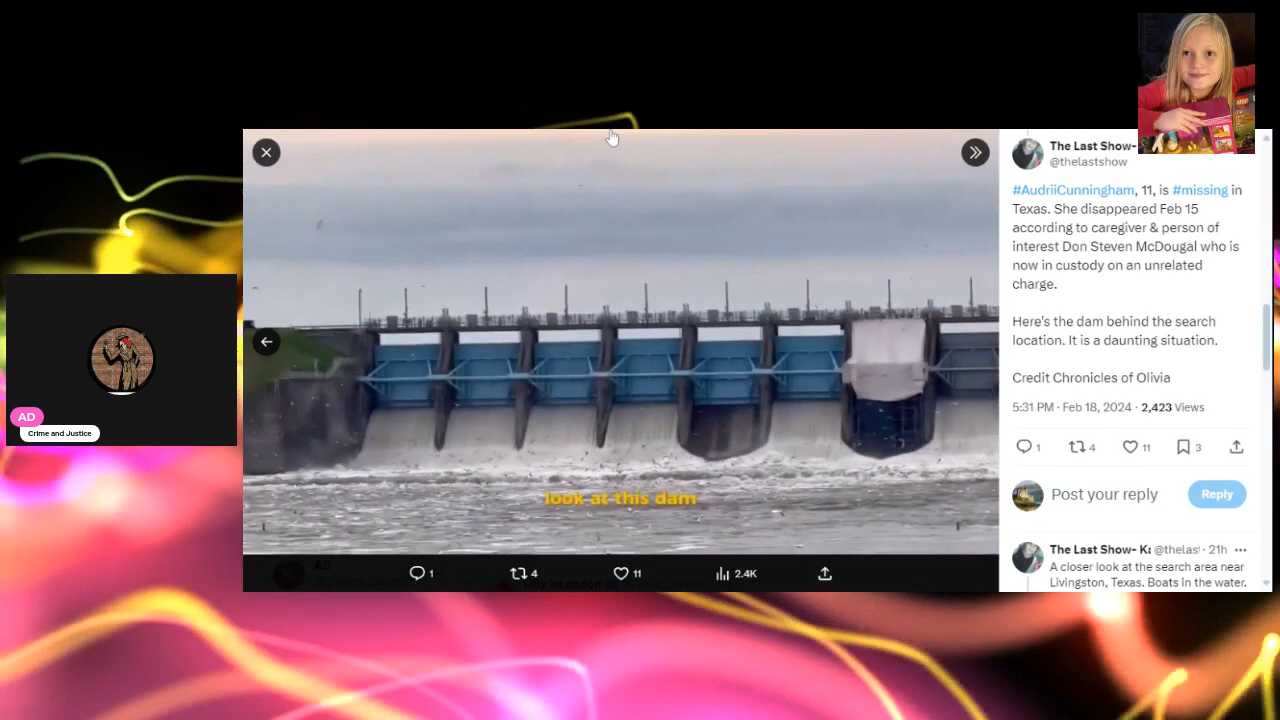 The Last Show-
@thelastshow
#AudriiCunningham, 11, is #missing in
Texas. She disappeared Feb 15
according to caregiver & person of
interest Don Steven McDougal who is
now in custody on an unrelated
charge.
Here's the dam behind the search
location. It is a daunting situation.
Credit Chronicles of Olivia
5:31 PM · Feb 18, 2024 · 2,423 Views
1 4 11 3
Post your reply Reply
The Last Show- @thelas · 21h
A closer look at the search area near
Livingston, Texas. Boats in the water.
look at this dam
1 4 11 2.4K
AD
AD
Crime and Justice